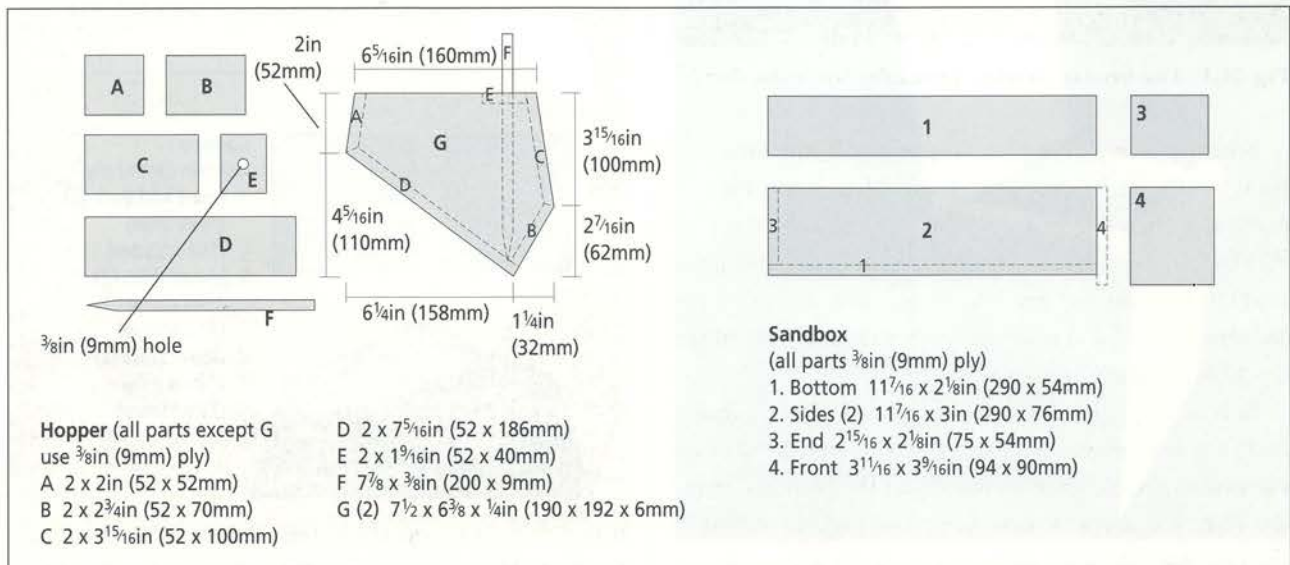 2in
(52mm)
6 5/16in (160mm)
F
A
B
E
A
G
C
3 15/16in
(100mm)
C
E
D
B
4 5/16in
(110mm)
2 7/16in
(62mm)
D
F
6 1/4in (158mm)
1 1/4in
(32mm)
3/8in (9mm) hole
Hopper (all parts except G
use 3/8in (9mm) ply)
A 2 x 2in (52 x 52mm)
B 2 x 2 3/4in (52 x 70mm)
C 2 x 3 15/16in (52 x 100mm)
D 2 x 7 5/16in (52 x 186mm)
E 2 x 1 9/16in (52 x 40mm)
F 7 7/8 x 3/8in (200 x 9mm)
G (2) 7 1/2 x 6 3/8 x 1/4in (190 x 192 x 6mm)
1
3
3
2
4
4
1
Sandbox
(all parts 3/8in (9mm) ply)
1. Bottom 11 7/16 x 2 1/8in (290 x 54mm)
2. Sides (2) 11 7/16 x 3in (290 x 76mm)
3. End 2 15/16 x 2 1/8in (75 x 54mm)
4. Front 3 11/16 x 3 9/16in (94 x 90mm)